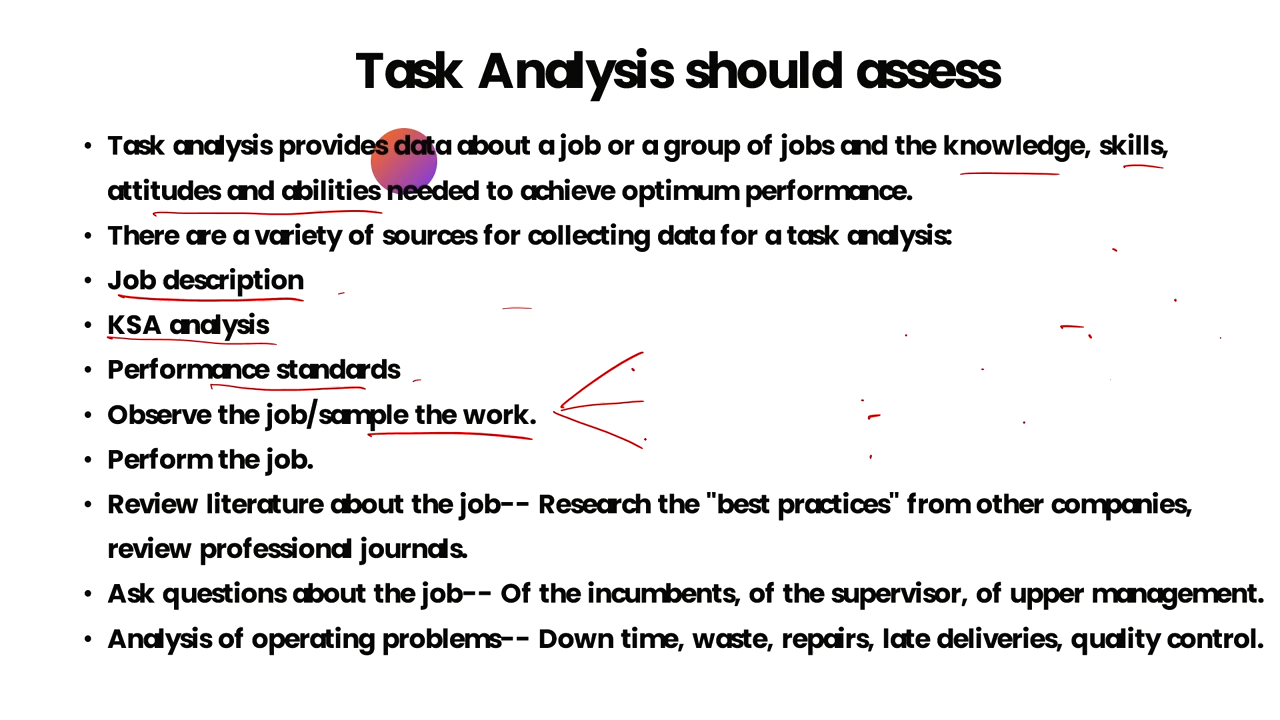 Task Analysis should assess
• Task analysis provides data about a job or a group of jobs and the knowledge, skills,
attitudes and abilities needed to achieve optimum performance.
• There are a variety of sources for collecting data for a task analysis:
• Job description
• KSA analysis
• Performance standards
• Observe the job/sample the work.
• Perform the job.
• Review literature about the job-- Research the "best practices" from other companies,
review professional journals.
• Ask questions about the job-- Of the incumbents, of the supervisor, of upper management.
• Analysis of operating problems-- Down time, waste, repairs, late deliveries, quality control.